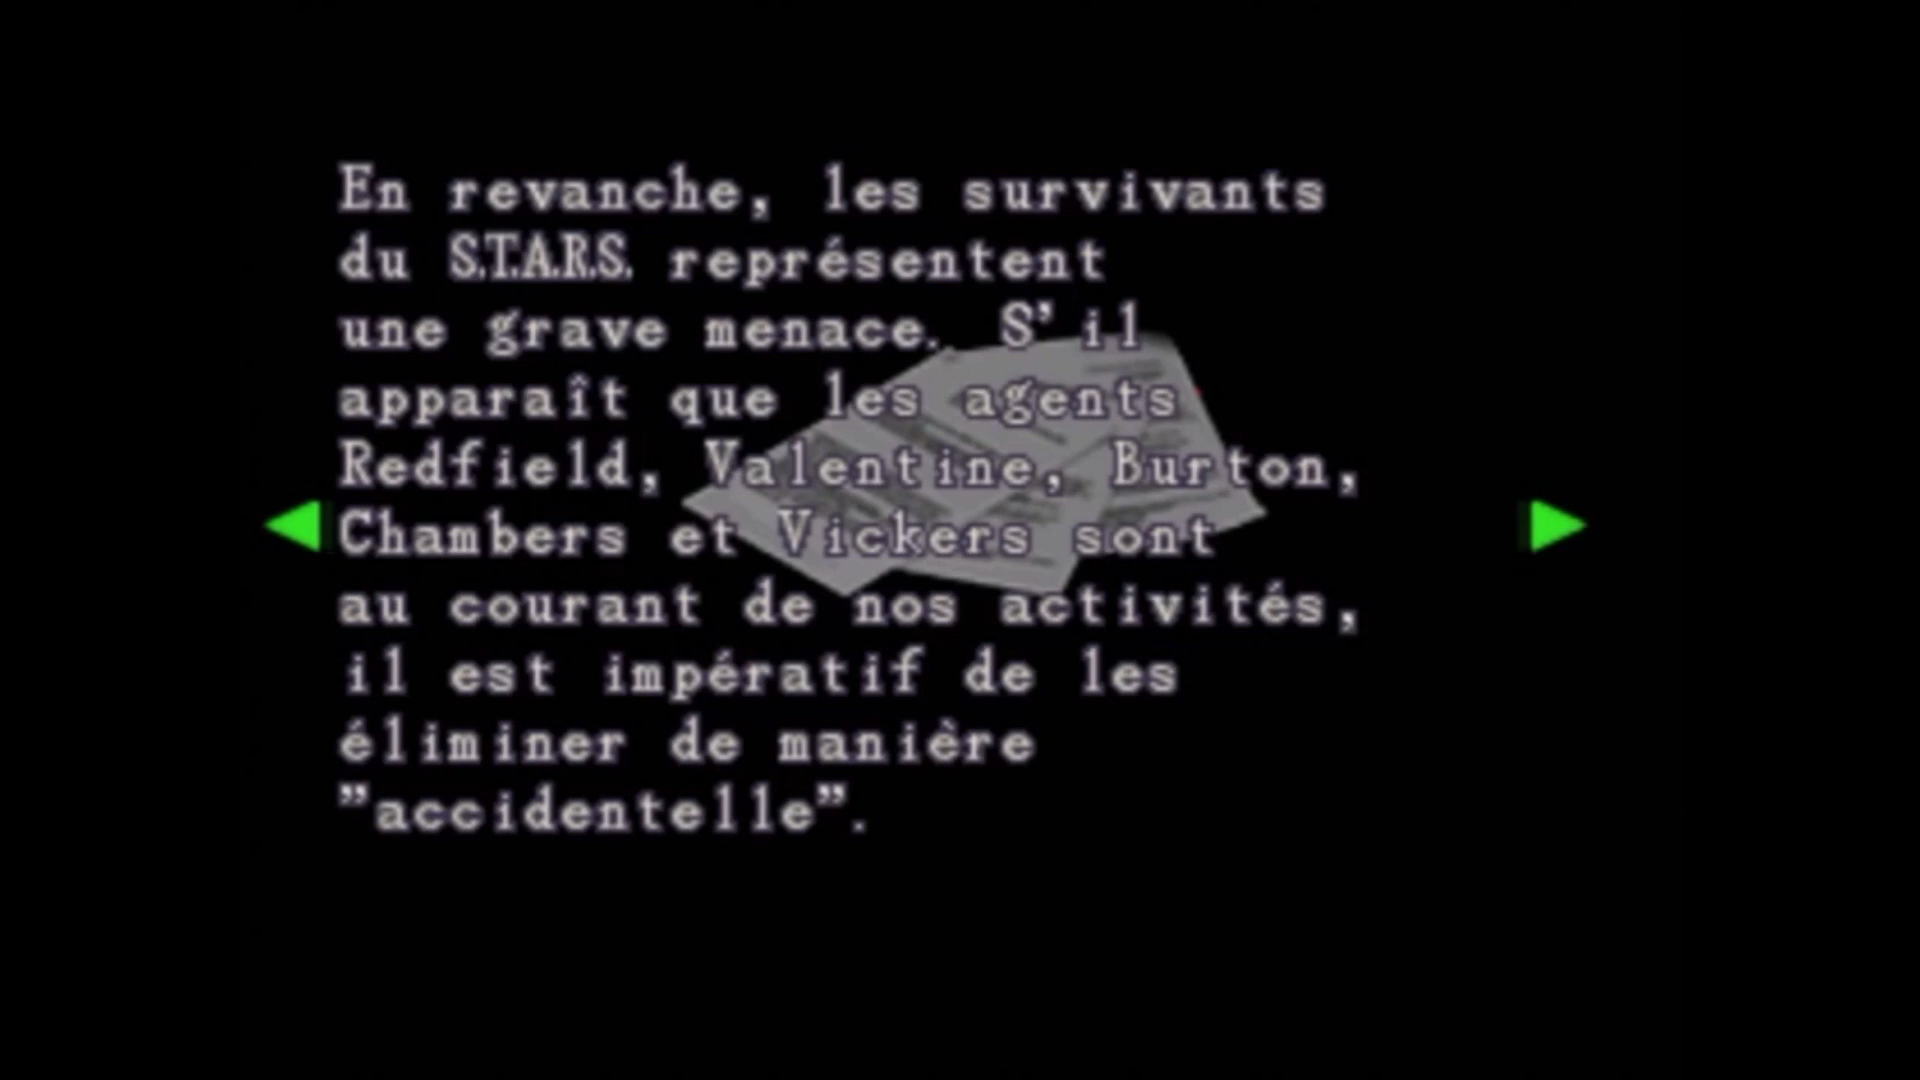 En revanche, les survivants
du S.T.A.R.S. représentent
une grave menace. S'il
apparaît que les agents
Redfield, Valentine, Burton,
Chambers et Vickers sont
au courant de nos activités,
il est impératif de les
éliminer de manière
"accidentelle".